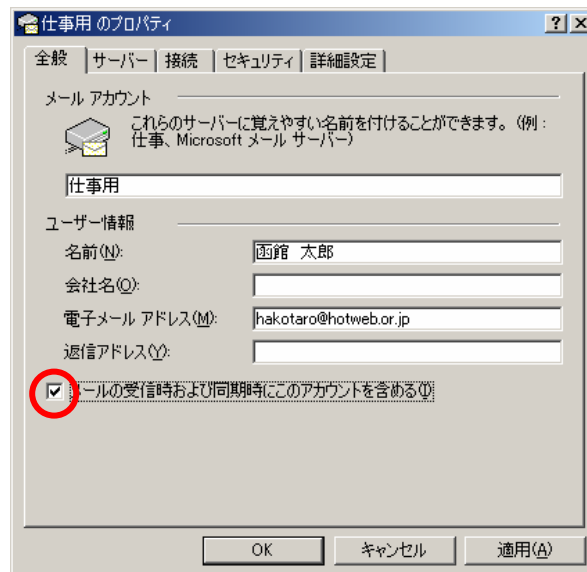 仕事用 のプロパティ
全般 サーバー 接続 セキュリティ 詳細設定
メール アカウント
これらのサーバーに覚えやすい名前を付けることができます。(例 :
仕事、Microsoft メール サーバー)
仕事用
ユーザー情報
名前(N): 函館 太郎
会社名(O):
電子メール アドレス(M): hakotaro@hotweb.or.jp
返信アドレス(Y):
メールの受信時および同期時にこのアカウントを含める(I)
OK キャンセル 適用(A)